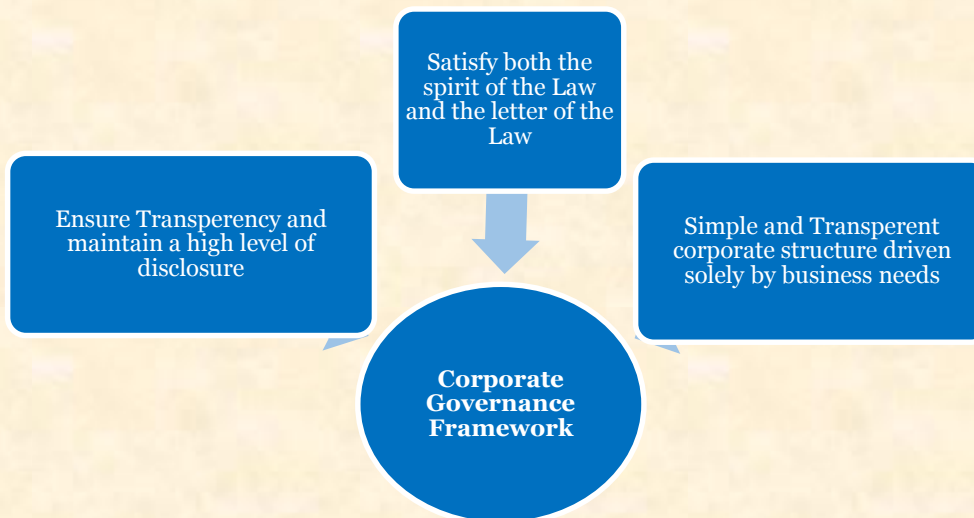 Satisfy both the
spirit of the Law
and the letter of the
Law
Ensure Transperency and
maintain a high level of
disclosure
Simple and Transperent
corporate structure driven
solely by business needs
Corporate
Governance
Framework